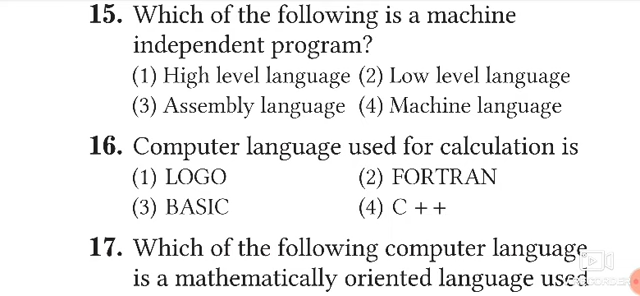 15. Which of the following is a machine
independent program?
(1) High level language (2) Low level language
(3) Assembly language (4) Machine language
16. Computer language used for calculation is
(1) LOGO (2) FORTRAN
(3) BASIC (4) C ++
17. Which of the following computer language
is a mathematically oriented language used